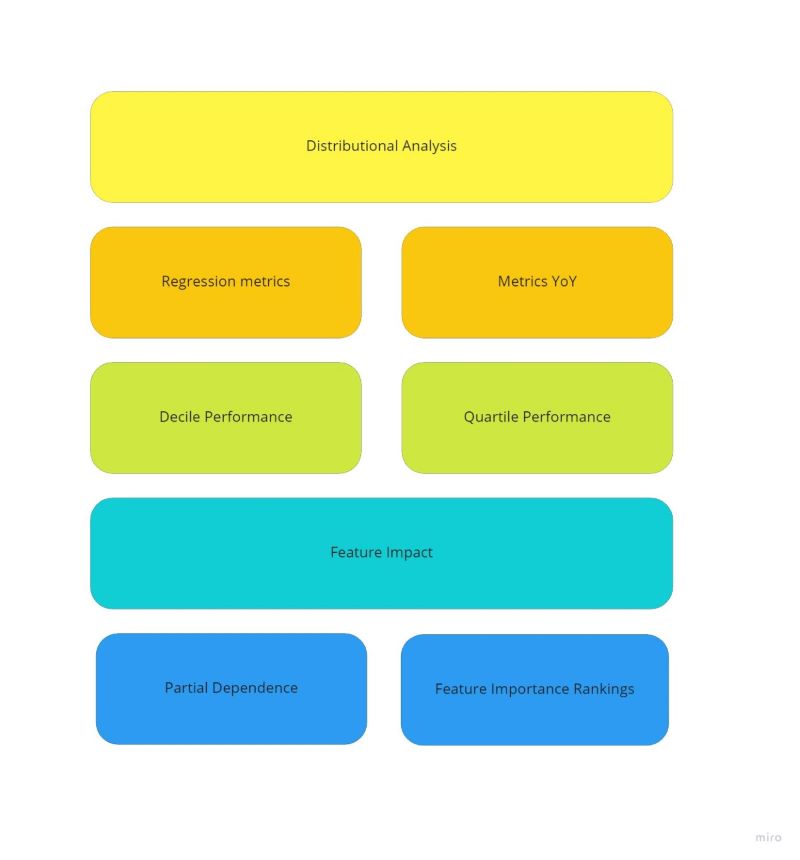 Distributional Analysis
Regression metrics
Metrics YoY
Decile Performance
Quartile Performance
Feature Impact
Partial Dependence
Feature Importance Rankings
miro